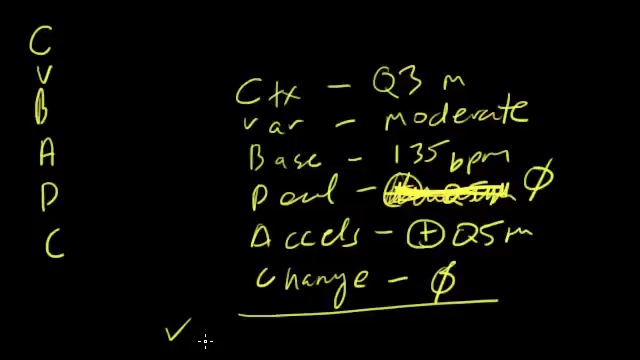 C
V
B
A
D
C
Ctx - Q3 m
Var - moderate
Base - 135 bpm
Decel - ∅
Accels - ⊕ Q5m
Change - ∅
✓